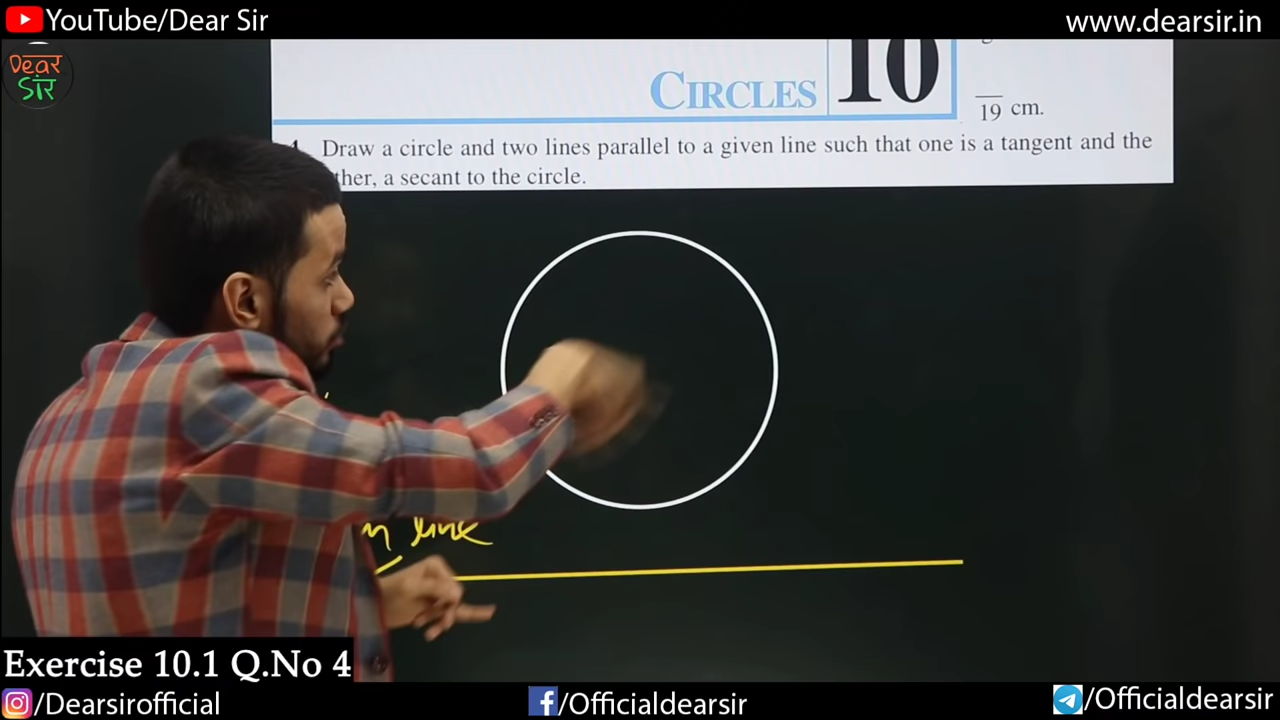 YouTube/Dear Sir
www.dearsir.in
Dear
Sir
CIRCLES 10
19 cm.
Draw a circle and two lines parallel to a given line such that one is a tangent and the
ther, a secant to the circle.
line
Exercise 10.1 Q.No 4
/Dearsirofficial
/Officialdearsir
/Officialdearsir